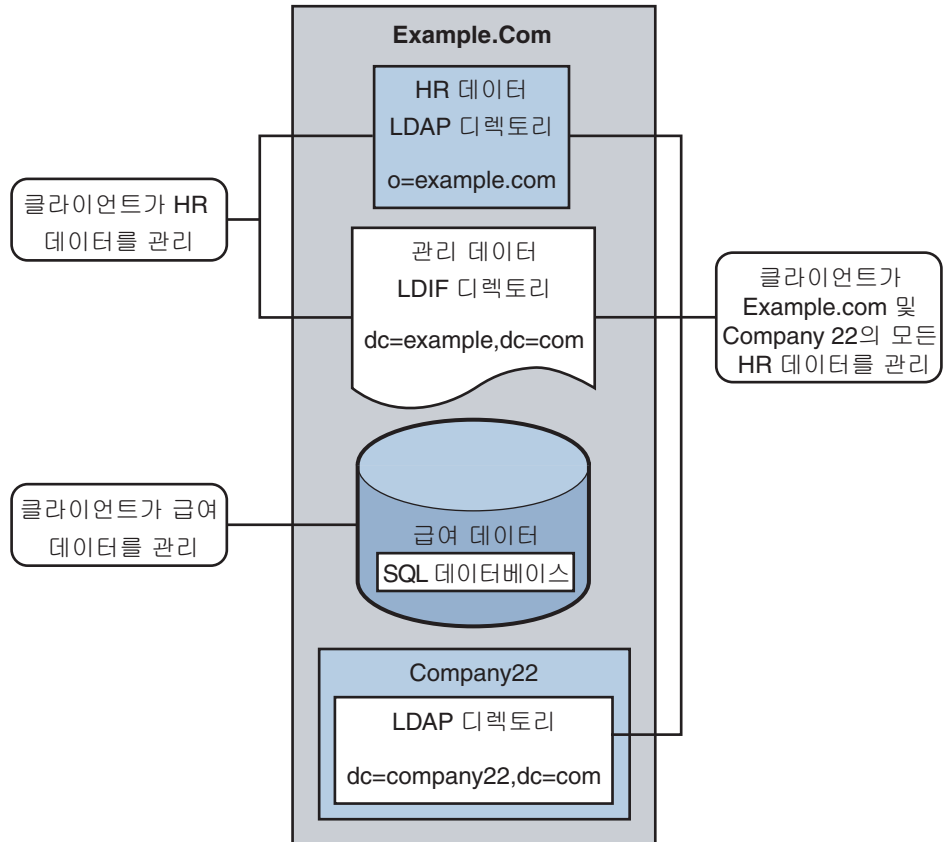 Example.Com
HR 데이터
LDAP 디렉토리
o=example.com
클라이언트가 HR
데이터를 관리
관리 데이터
LDIF 디렉토리
dc=example,dc=com
클라이언트가
Example.com 및
Company 22의 모든
HR 데이터를 관리
클라이언트가 급여
데이터를 관리
급여 데이터
SQL 데이터베이스
Company22
LDAP 디렉토리
dc=company22,dc=com